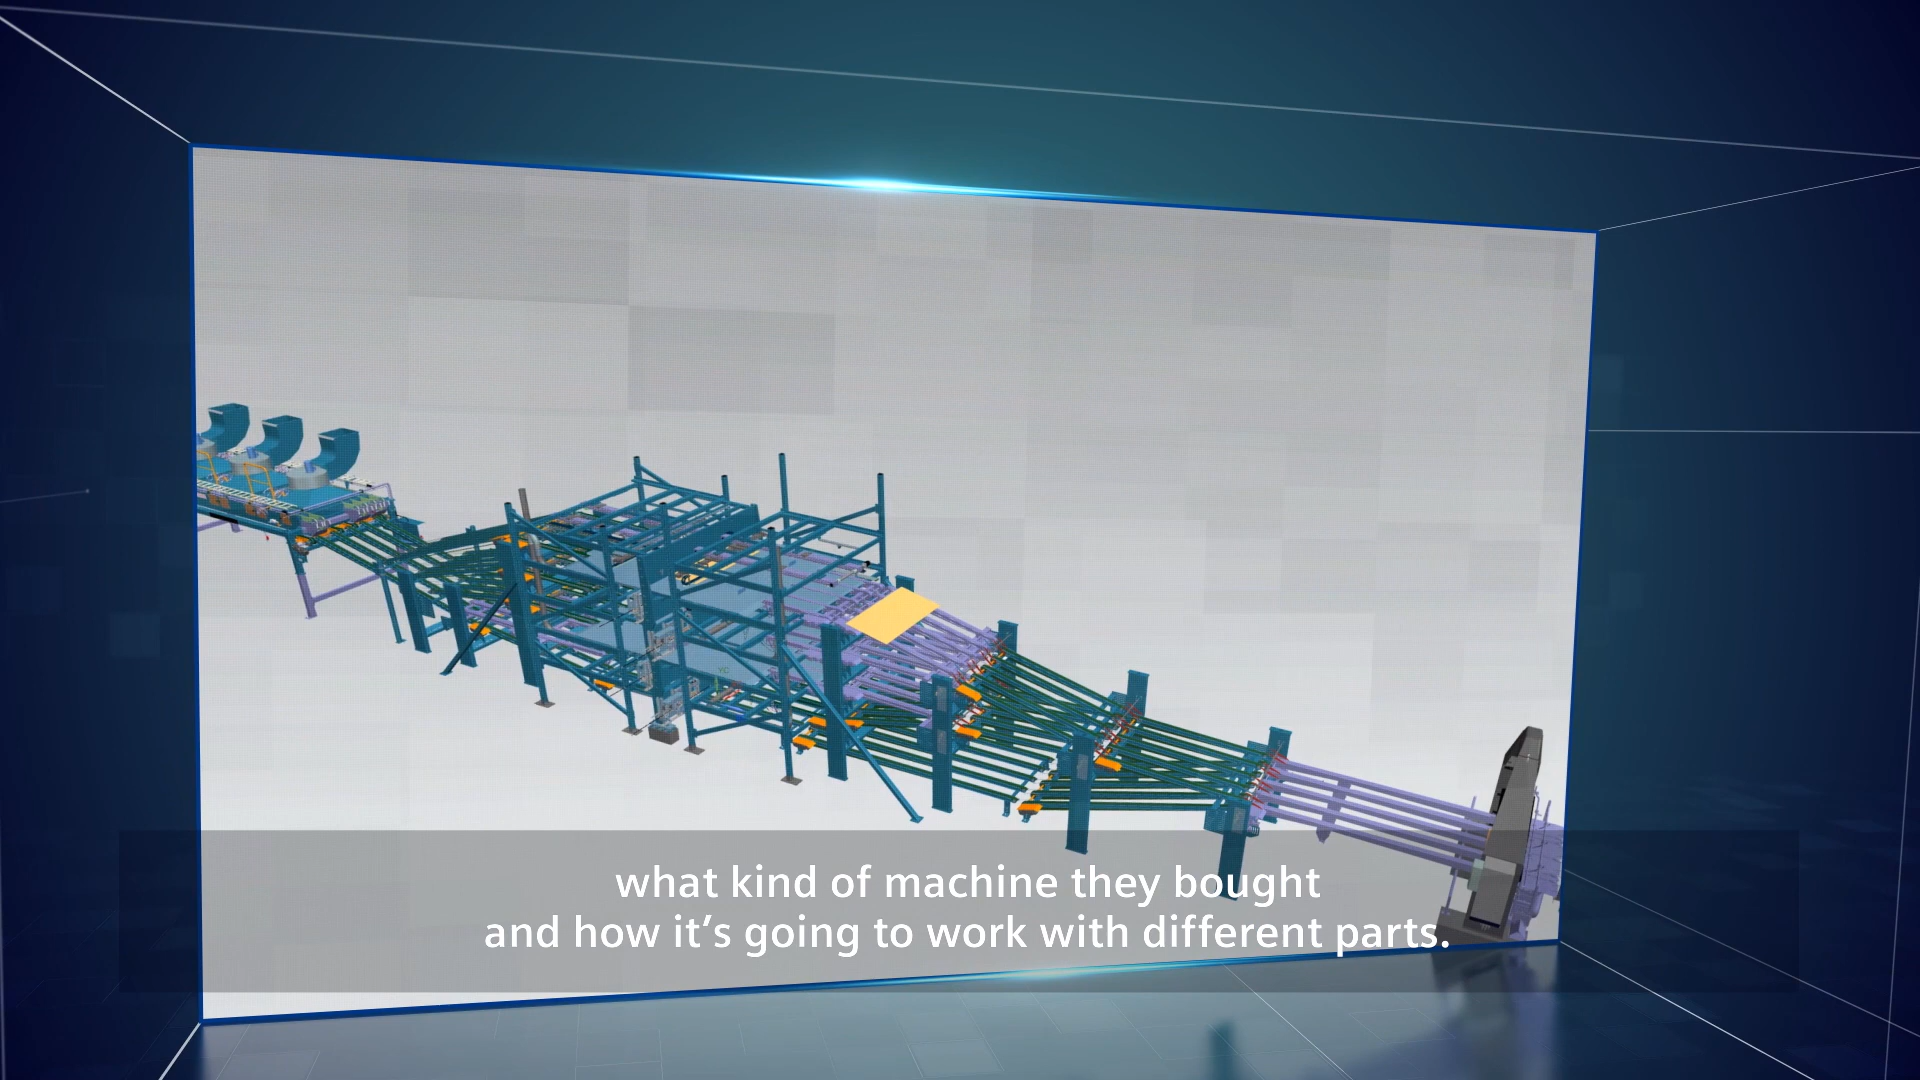 what kind of machine they bought
and how it’s going to work with different parts.